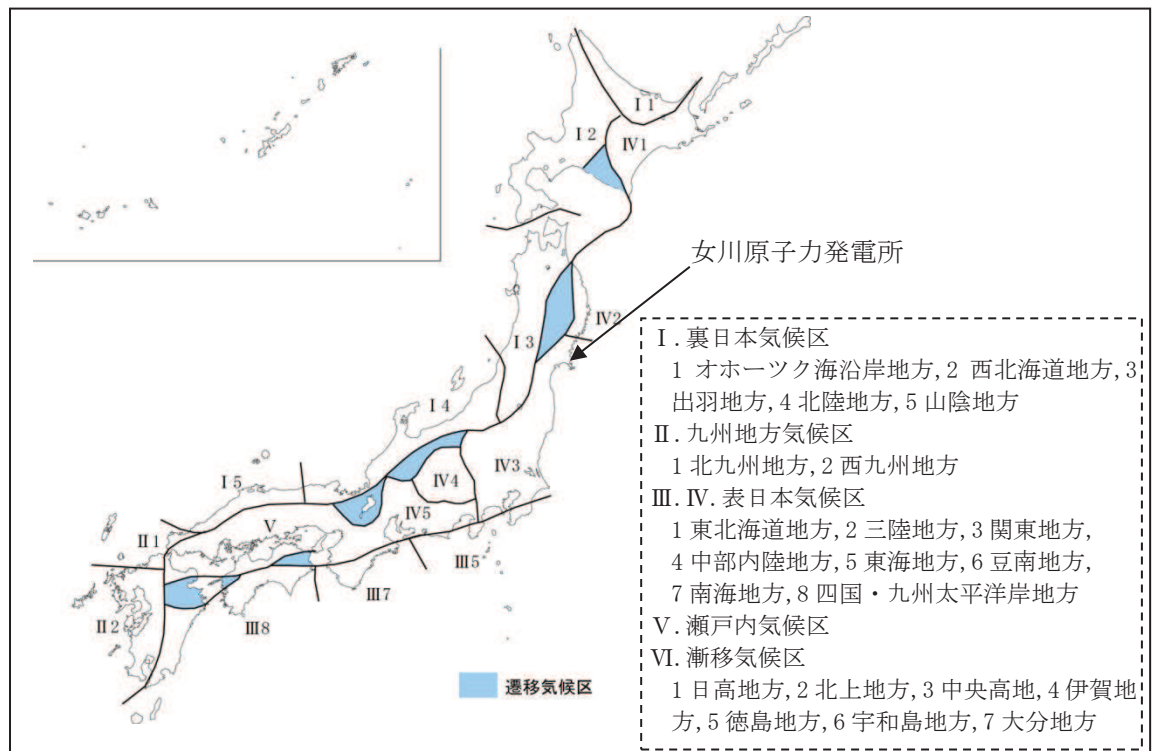 Ⅰ1
Ⅰ2
Ⅳ1
女川原子力発電所
Ⅳ2
Ⅰ3
Ⅰ4
Ⅳ3
Ⅳ4
Ⅰ5
Ⅳ5
Ⅴ
Ⅱ1
Ⅲ5
Ⅲ7
Ⅱ2
Ⅲ8
遷移気候区
Ⅰ.裏日本気候区
1 オホーツク海沿岸地方,2 西北海道地方,3
出羽地方,4 北陸地方,5 山陰地方
Ⅱ.九州地方気候区
1 北九州地方,2 西九州地方
Ⅲ.Ⅳ.表日本気候区
1 東北海道地方,2 三陸地方,3 関東地方,
4 中部内陸地方,5 東海地方,6 豆南地方,
7 南海地方,8 四国・九州太平洋岸地方
Ⅴ.瀬戸内気候区
Ⅵ.漸移気候区
1 日高地方,2 北上地方,3 中央高地,4 伊賀地
方,5 徳島地方,6 宇和島地方,7 大分地方